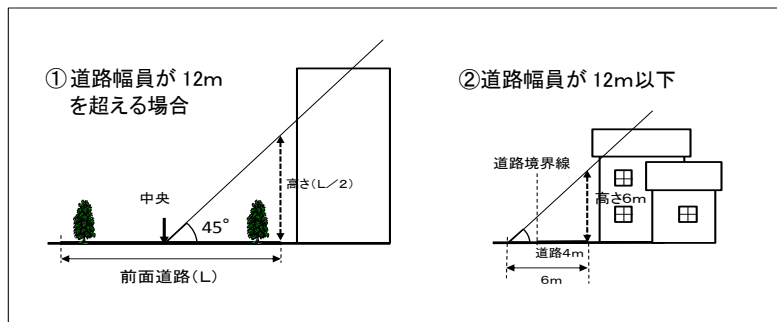 ①道路幅員が12ｍ
を超える場合
中央
45°
高さ(L／2)
前面道路(L)
②道路幅員が12ｍ以下
道路境界線
高さ6ｍ
道路4ｍ
6ｍ